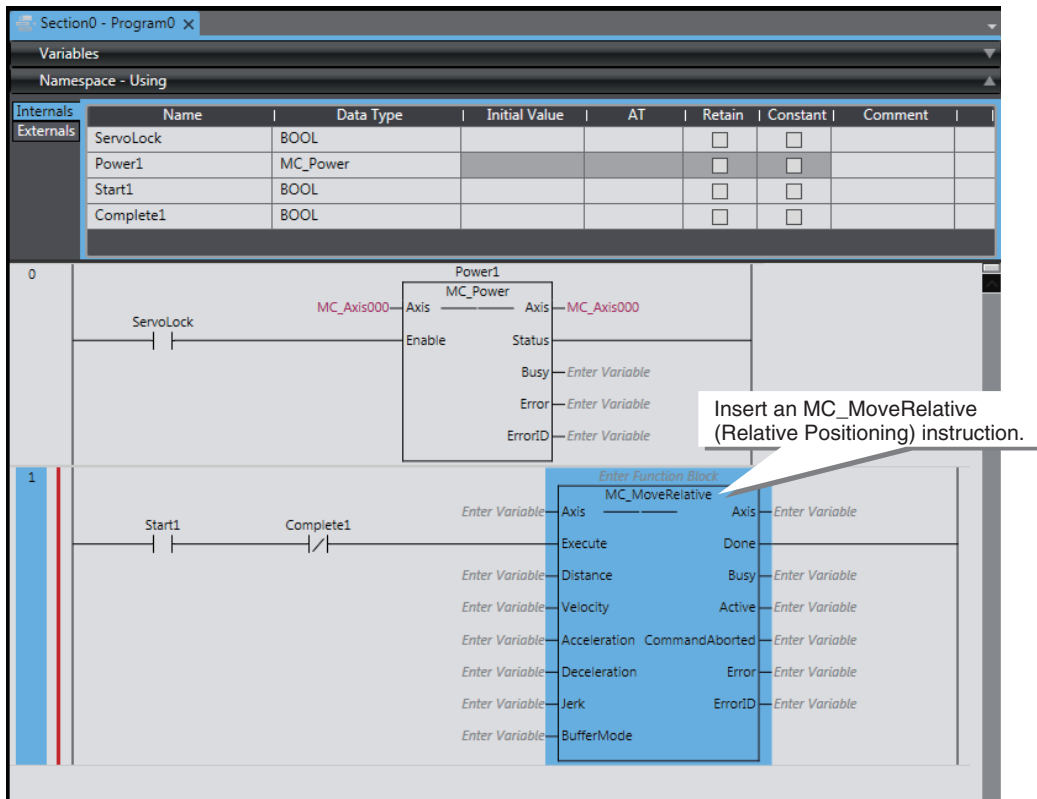 Section0 - Program0 X
Variables
Namespace - Using
Internals
Externals
Name Data Type Initial Value AT Retain Constant Comment
ServoLock BOOL
Power1 MC_Power
Start1 BOOL
Complete1 BOOL
0
Power1
MC_Power
MC_Axis000 Axis Axis MC_Axis000
ServoLock
Enable Status
Busy Enter Variable
Error Enter Variable
ErrorID Enter Variable
Insert an MC_MoveRelative
(Relative Positioning) instruction.
1
Enter Function Block
MC_MoveRelative
Enter Variable Axis Axis Enter Variable
Start1 Complete1
Execute Done
Enter Variable Distance Busy Enter Variable
Enter Variable Velocity Active Enter Variable
Enter Variable Acceleration CommandAborted Enter Variable
Enter Variable Deceleration Error Enter Variable
Enter Variable Jerk ErrorID Enter Variable
Enter Variable BufferMode